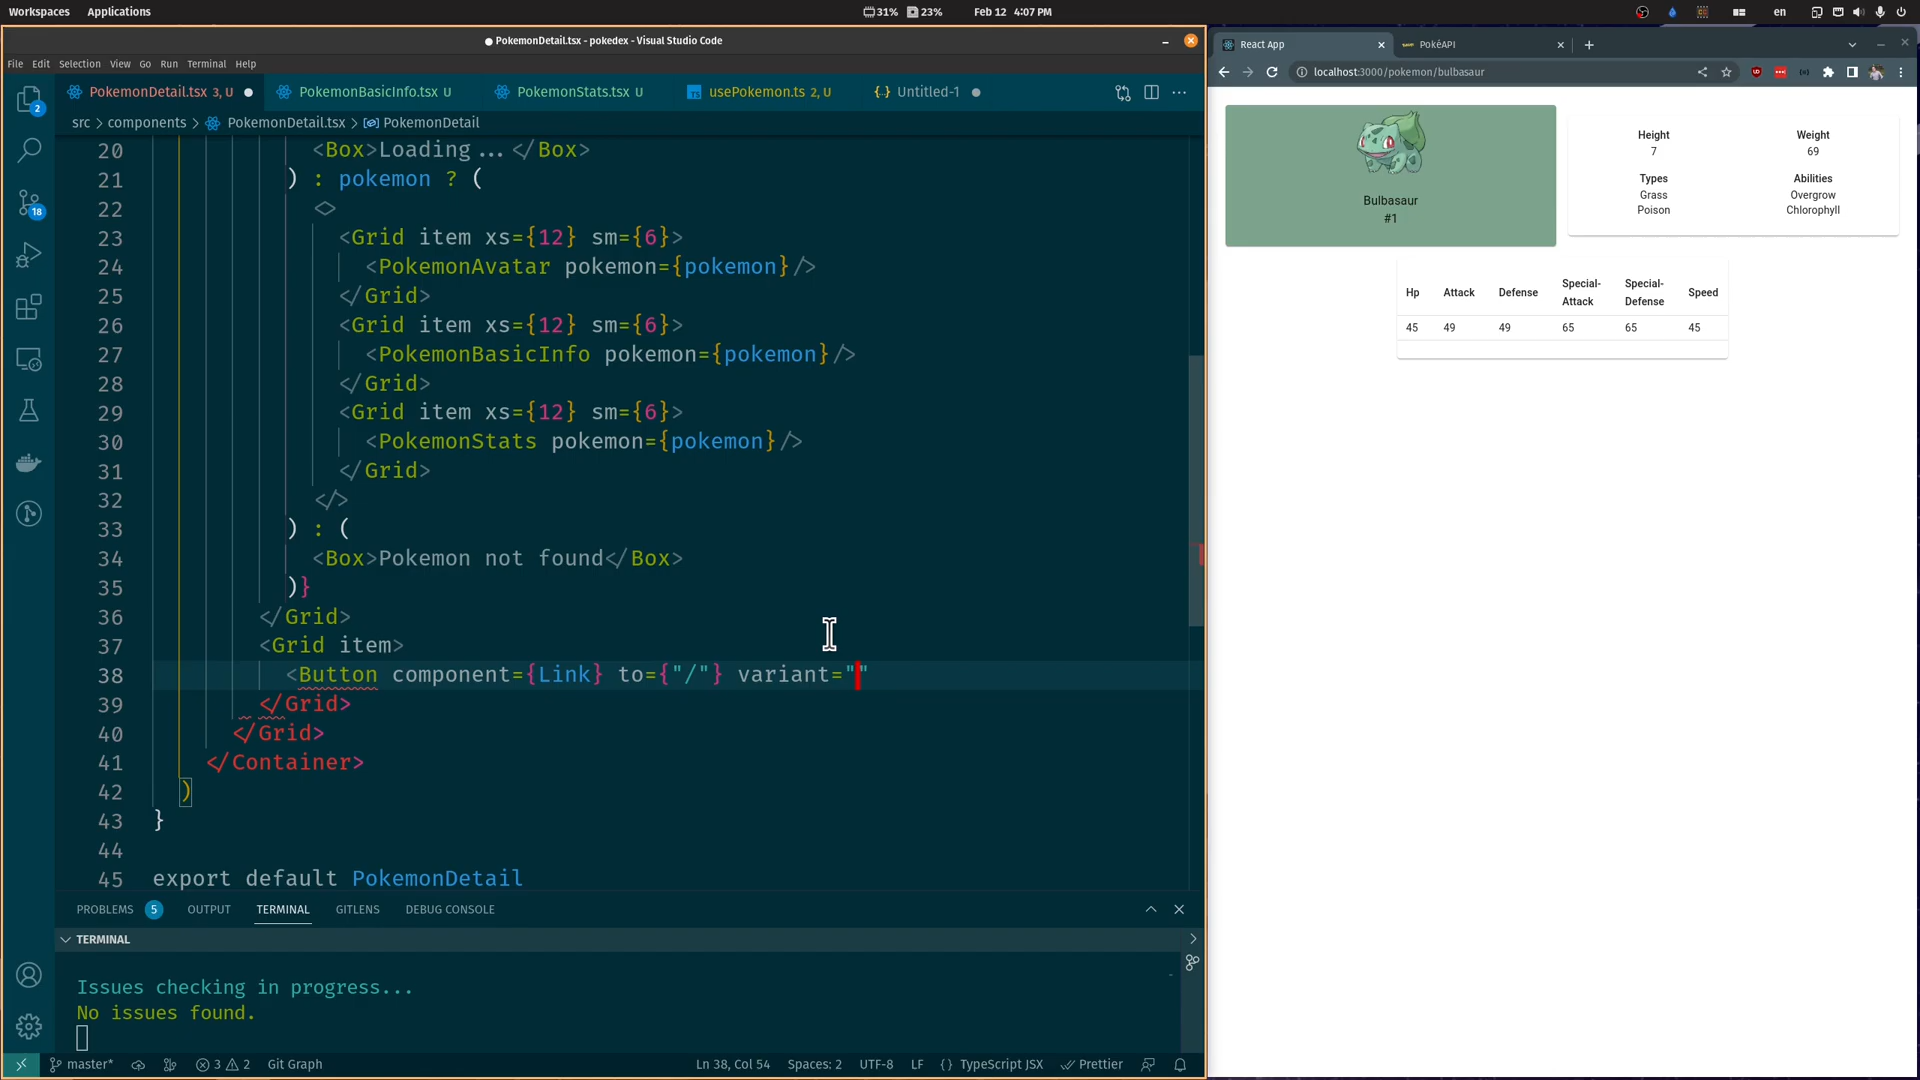 Workspaces Applications 31% 23% Feb 12 4:07 PM en
PokemonDetail.tsx - pokedex - Visual Studio Code
File Edit Selection View Go Run Terminal Help
PokemonDetail.tsx 3, U PokemonBasicInfo.tsx U PokemonStats.tsx U usePokemon.ts 2, U Untitled-1
src > components > PokemonDetail.tsx > PokemonDetail
20 <Box>Loading...</Box>
21 ) : pokemon ? (
22 <>
23 <Grid item xs={12} sm={6}>
24 <PokemonAvatar pokemon={pokemon}/>
25 </Grid>
26 <Grid item xs={12} sm={6}>
27 <PokemonBasicInfo pokemon={pokemon}/>
28 </Grid>
29 <Grid item xs={12} sm={6}>
30 <PokemonStats pokemon={pokemon}/>
31 </Grid>
32 </>
33 ) : (
34 <Box>Pokemon not found</Box>
35 )}
36 </Grid>
37 <Grid item>
38 <Button component={Link} to={"/"} variant=""
39 </Grid>
40 </Grid>
41 </Container>
42 )
43 }
44
45 export default PokemonDetail
PROBLEMS 5 OUTPUT TERMINAL GITLENS DEBUG CONSOLE
TERMINAL
Issues checking in progress...
No issues found.
2
18
master* 3 2 Git Graph Ln 38, Col 54 Spaces: 2 UTF-8 LF {} TypeScript JSX Prettier
React App PokéAPI
localhost:3000/pokemon/bulbasaur
Bulbasaur
#1
Height Weight
7 69
Types Abilities
Grass Overgrow
Poison Chlorophyll
Hp Attack Defense Special-Attack Special-Defense Speed
45 49 49 65 65 45